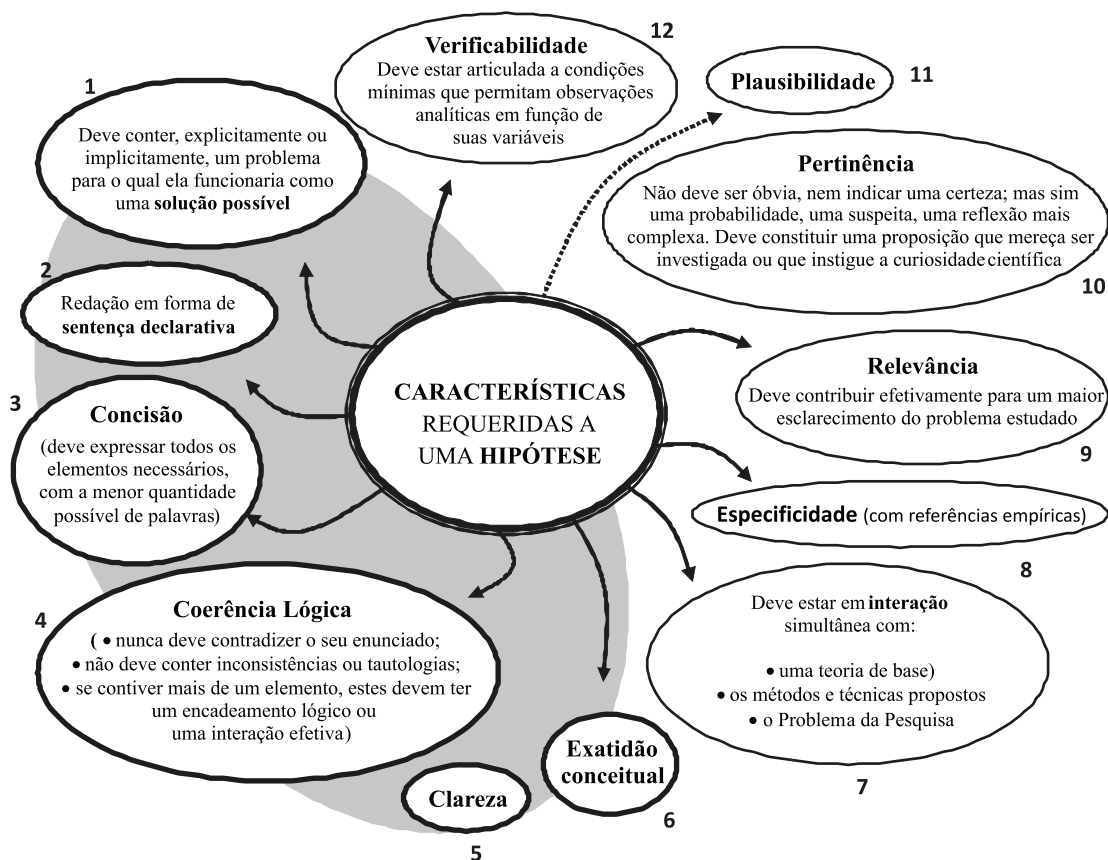 12
Verificabilidade
Deve estar articulada a condições
mínimas que permitam observações
analíticas em função de
suas variáveis
11
Plausibilidade
1
Deve conter, explicitamente ou
implicitamente, um problema
para o qual ela funcionaria como
uma solução possível
Pertinência
Não deve ser óbvia, nem indicar uma certeza; mas sim
uma probabilidade, uma suspeita, uma reflexão mais
complexa. Deve constituir uma proposição que mereça ser
investigada ou que instigue a curiosidade científica
10
2
Redação em forma de
sentença declarativa
CARACTERÍSTICAS
REQUERIDAS A
UMA HIPÓTESE
Relevância
Deve contribuir efetivamente para um maior
esclarecimento do problema estudado
9
3
Concisão
(deve expressar todos os
elementos necessários,
com a menor quantidade
possível de palavras)
Especificidade (com referências empíricas)
8
4
Coerência Lógica
( • nunca deve contradizer o seu enunciado;
• não deve conter inconsistências ou tautologias;
• se contiver mais de um elemento, estes devem ter
um encadeamento lógico ou
uma interação efetiva)
Deve estar em interação
simultânea com:
• uma teoria de base)
• os métodos e técnicas propostos
• o Problema da Pesquisa
7
Exatidão
conceitual
6
Clareza
5